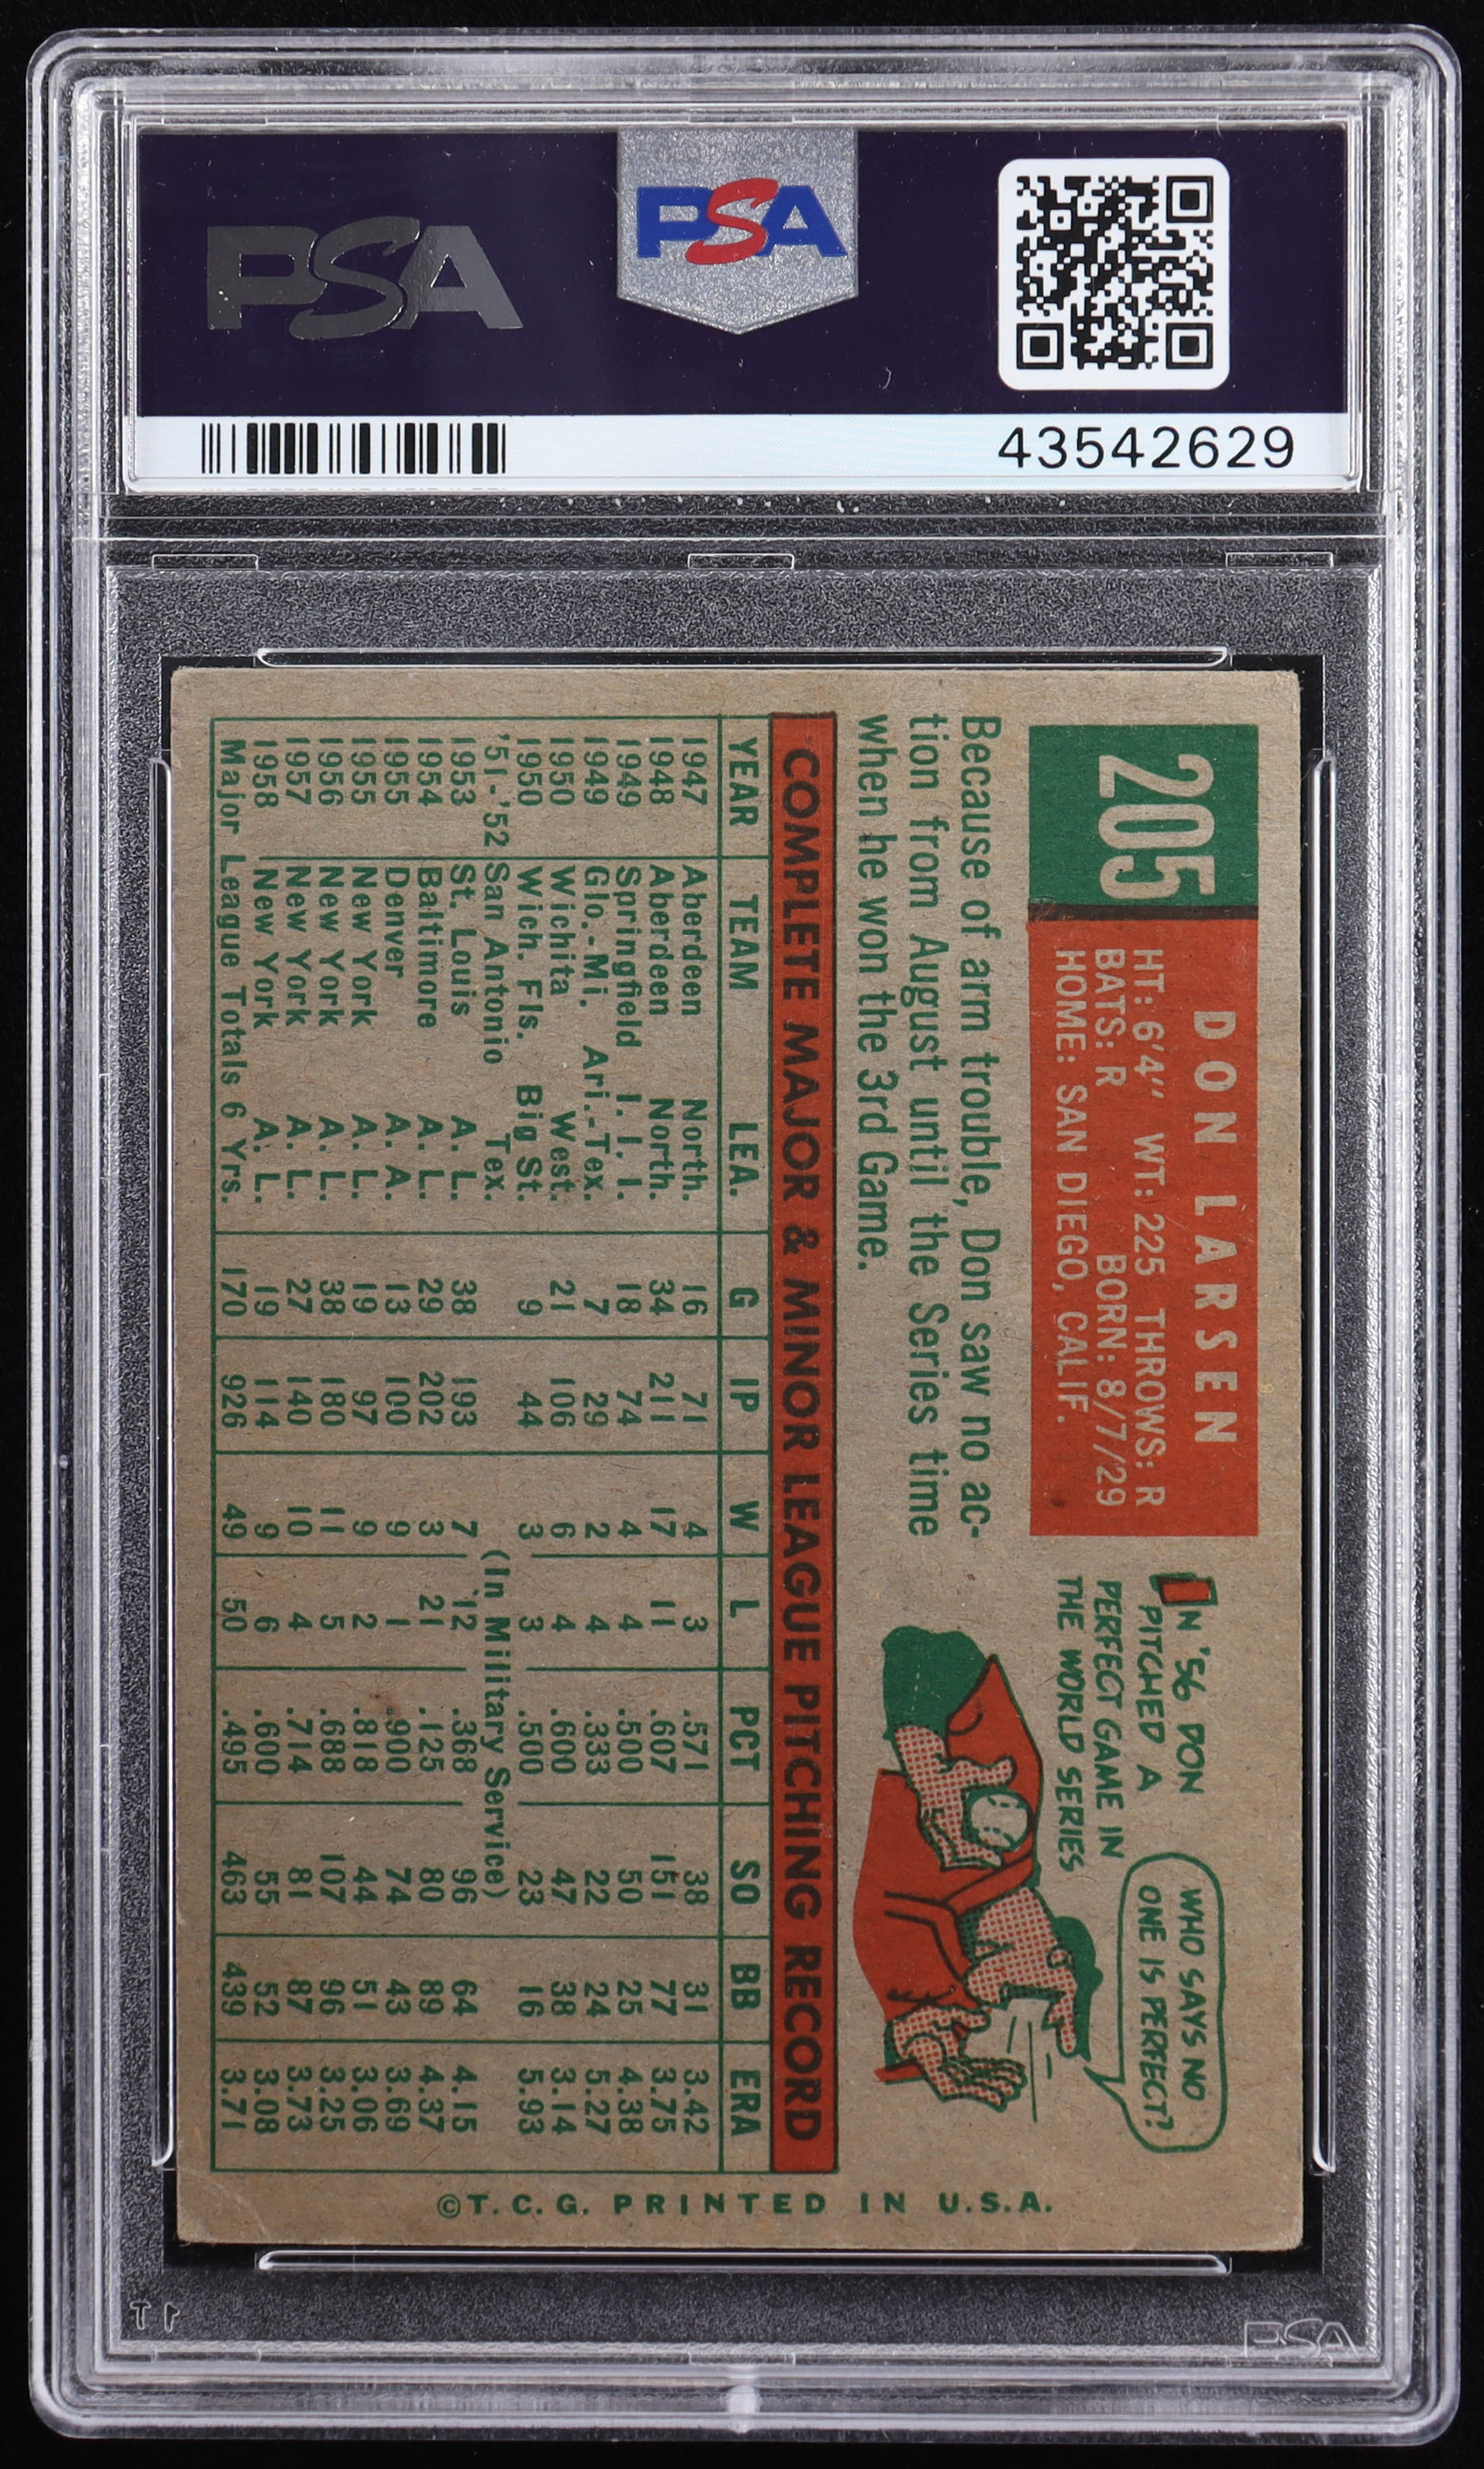 PSA
PSA
43542629
205
DON LARSEN
HT: 6'4" WT: 225 THROWS: R
BATS: R BORN: 8/7/29
HOME: SAN DIEGO, CALIF.
IN '56 DON
PITCHED A
PERFECT GAME IN
THE WORLD SERIES
WHO SAYS NO
ONE IS PERFECT?
Because of arm trouble, Don saw no ac-
tion from August until the Series time
when he won the 3rd Game.
COMPLETE MAJOR & MINOR LEAGUE PITCHING RECORD
YEAR TEAM LEA. G IP W L PCT SO BB ERA
1947 Aberdeen North. 16 71 4 3 .571 38 31 3.42
1948 Aberdeen North. 34 211 17 11 .607 151 77 3.75
1949 Springfield I. I. I. 18 74 4 4 .500 50 25 4.38
1949 Glo.-Mi. Ari.-Tex. 7 29 2 4 .333 22 24 5.27
1950 Wichita West. 21 106 6 4 .600 47 38 3.14
1950 Wich. Fls. Big St. 9 44 3 3 .500 23 16 5.93
'51-'52 San Antonio Tex. (In Military Service)
1953 St. Louis A. L. 38 193 7 12 .368 96 64 4.15
1954 Baltimore A. L. 29 202 3 21 .125 80 89 4.37
1955 Denver A. A. 13 100 9 1 .900 74 43 3.69
1955 New York A. L. 19 97 9 2 .818 44 51 3.06
1956 New York A. L. 38 180 11 5 .688 107 96 3.25
1957 New York A. L. 27 140 10 4 .714 81 87 3.73
1958 New York A. L. 19 114 9 6 .600 55 52 3.08
Major League Totals 6 Yrs. 170 926 49 50 .495 463 439 3.71
©T.C.G. PRINTED IN U.S.A.
PSA